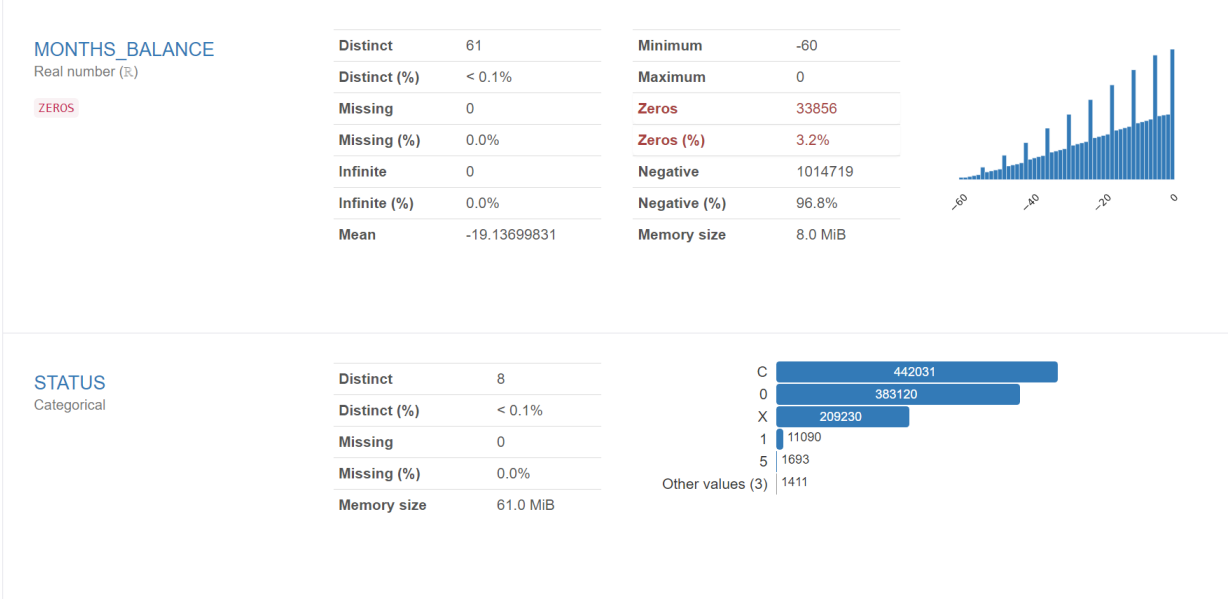 MONTHS_BALANCE
Real number (ℝ)
ZEROS
Distinct 61
Distinct (%) < 0.1%
Missing 0
Missing (%) 0.0%
Infinite 0
Infinite (%) 0.0%
Mean -19.13699831
Minimum -60
Maximum 0
Zeros 33856
Zeros (%) 3.2%
Negative 1014719
Negative (%) 96.8%
Memory size 8.0 MiB
−60 −40 −20 0
STATUS
Categorical
Distinct 8
Distinct (%) < 0.1%
Missing 0
Missing (%) 0.0%
Memory size 61.0 MiB
C 442031
0 383120
X 209230
1 11090
5 1693
Other values (3) 1411